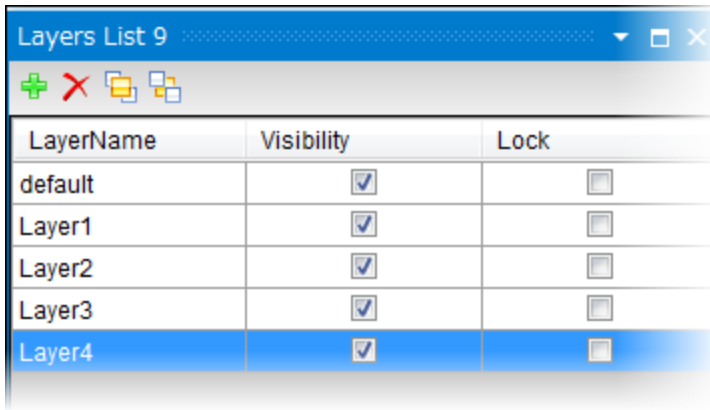 Layers List 9
LayerName Visibility Lock
default
Layer1
Layer2
Layer3
Layer4